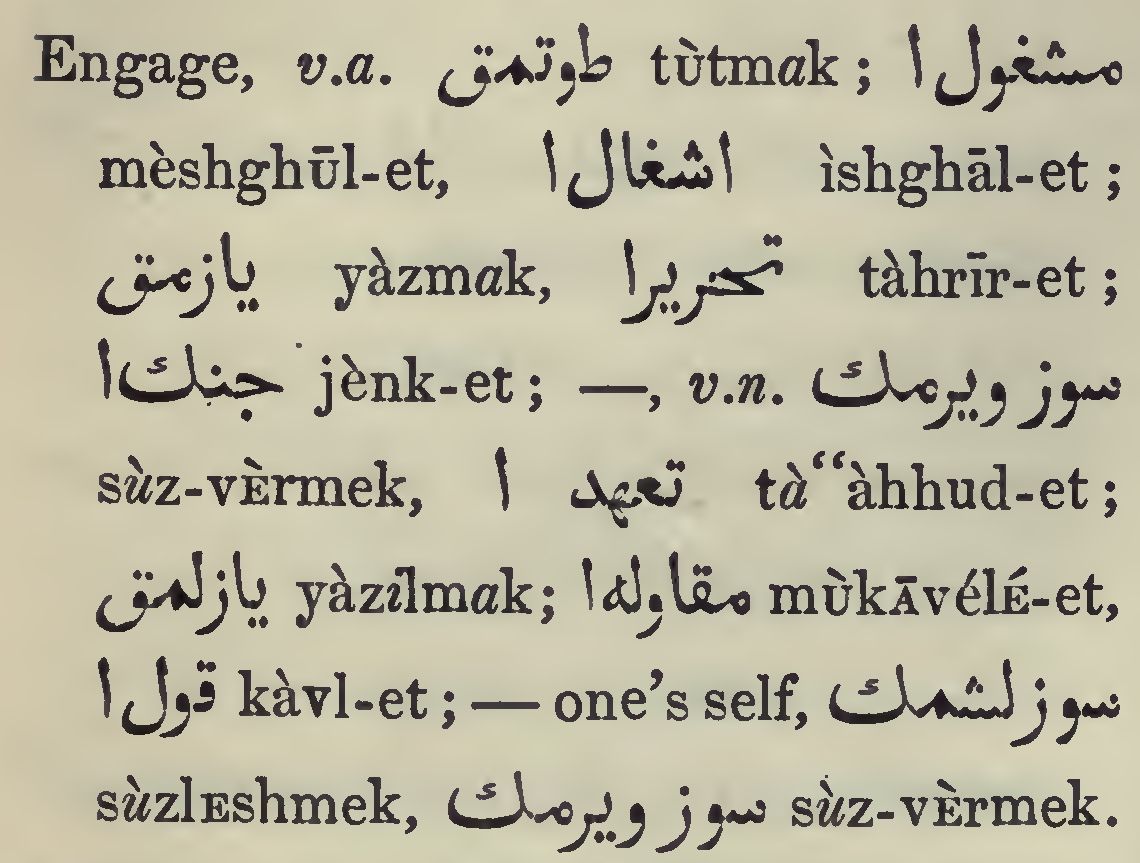 Engage, v.a. طوتمق tùtmak; مشغول ا
mèshghūl-et, اشغال ا ìshghāl-et;
يازمق yàzmak, تحرير ا tàhrīr-et;
جنك ا jènk-et; —, v.n. سوز ويرمك
sùz-vÈrmek, تعهد ا tà“àhhud-et;
يازلمق yàzîlmak; مقاوله ا mùkĀvélÉ-et,
قول ا kàvl-et; — one's self, سوزلشمك
sùzlEshmek, سوز ويرمك sùz-vÈrmek.